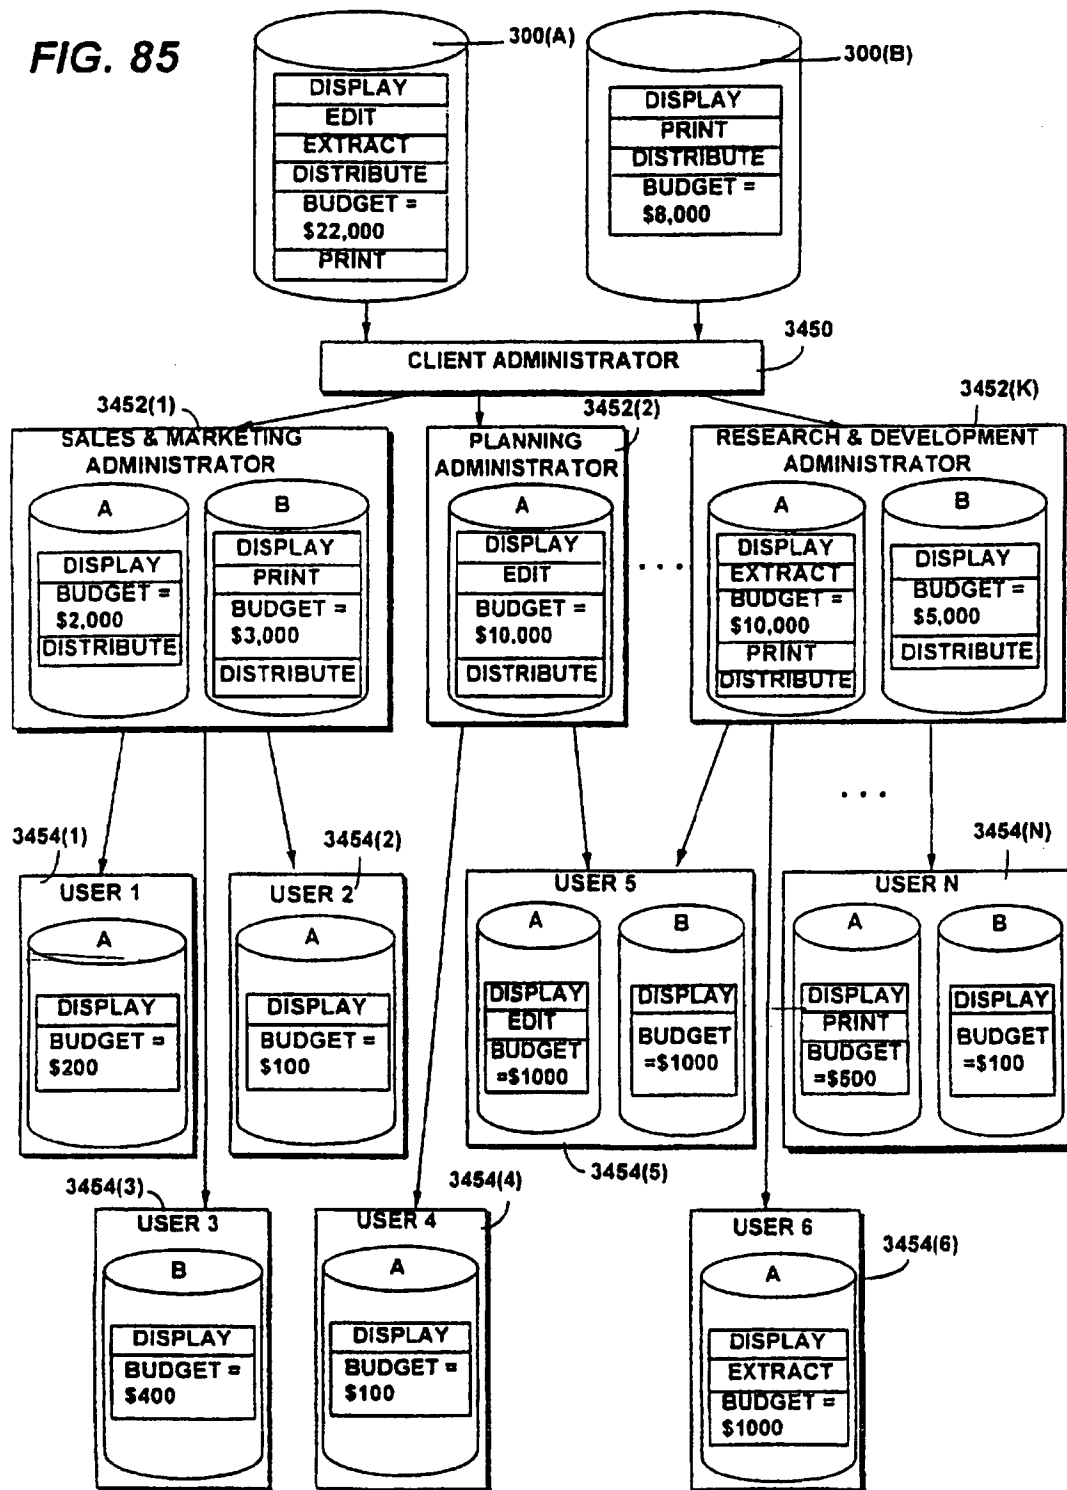 FIG. 85
300(A)
DISPLAY
EDIT
EXTRACT
DISTRIBUTE
BUDGET =
$22,000
PRINT
300(B)
DISPLAY
PRINT
DISTRIBUTE
BUDGET =
$8,000
CLIENT ADMINISTRATOR
3450
3452(1)
SALES & MARKETING
ADMINISTRATOR
A
DISPLAY
BUDGET =
$2,000
DISTRIBUTE
B
DISPLAY
PRINT
BUDGET =
$3,000
DISTRIBUTE
3452(2)
PLANNING
ADMINISTRATOR
A
DISPLAY
EDIT
BUDGET =
$10.000
DISTRIBUTE
. . . .
3452(K)
RESEARCH & DEVELOPMENT
ADMINISTRATOR
A
DISPLAY
EXTRACT
BUDGET =
$10,000
PRINT
DISTRIBUTE
B
DISPLAY
BUDGET =
$5,000
DISTRIBUTE
. . .
3454(1)
USER 1
A
DISPLAY
BUDGET =
$200
3454(2)
USER 2
A
DISPLAY
BUDGET =
$100
USER 5
A
DISPLAY
EDIT
BUDGET
=$1000
B
DISPLAY
BUDGET
=$1000
3454(5)
3454(N)
USER N
A
DISPLAY
PRINT
BUDGET
=$500
B
DISPLAY
BUDGET
=$100
3454(3)
USER 3
B
DISPLAY
BUDGET =
$400
3454(4)
USER 4
A
DISPLAY
BUDGET =
$100
USER 6
3454(6)
A
DISPLAY
EXTRACT
BUDGET =
$1000